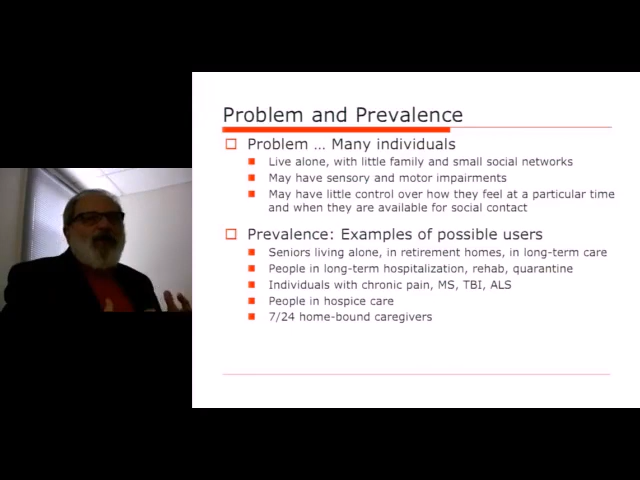 Problem and Prevalence
Problem … Many individuals
Live alone, with little family and small social networks
May have sensory and motor impairments
May have little control over how they feel at a particular time
and when they are available for social contact
Prevalence: Examples of possible users
Seniors living alone, in retirement homes, in long-term care
People in long-term hospitalization, rehab, quarantine
Individuals with chronic pain, MS, TBI, ALS
People in hospice care
7/24 home-bound caregivers